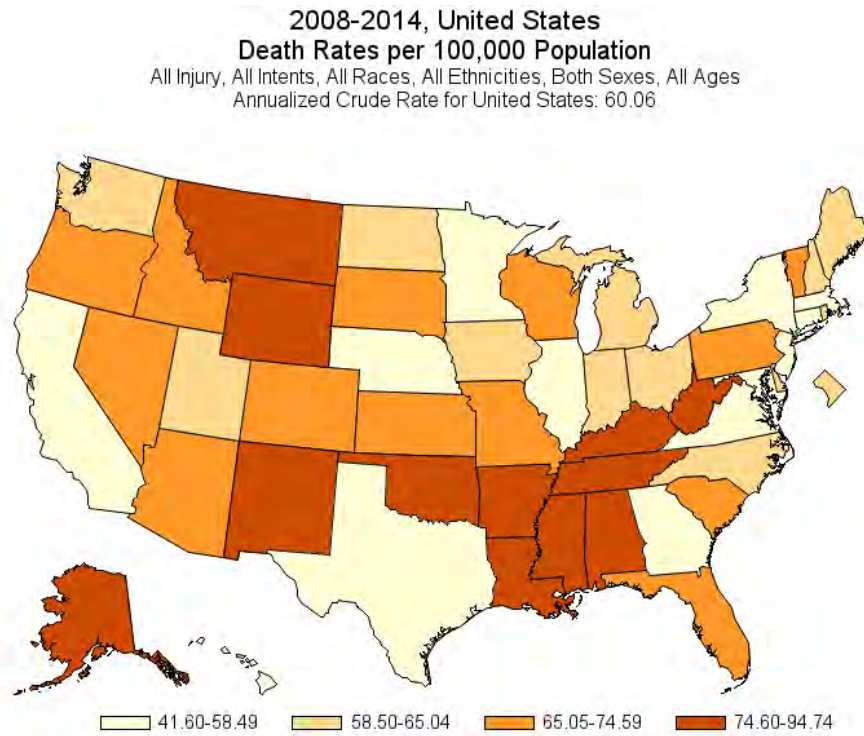 2008-2014, United States
Death Rates per 100,000 Population
All Injury, All Intents, All Races, All Ethnicities, Both Sexes, All Ages
Annualized Crude Rate for United States: 60.06
41.60-58.49 58.50-65.04 65.05-74.59 74.60-94.74